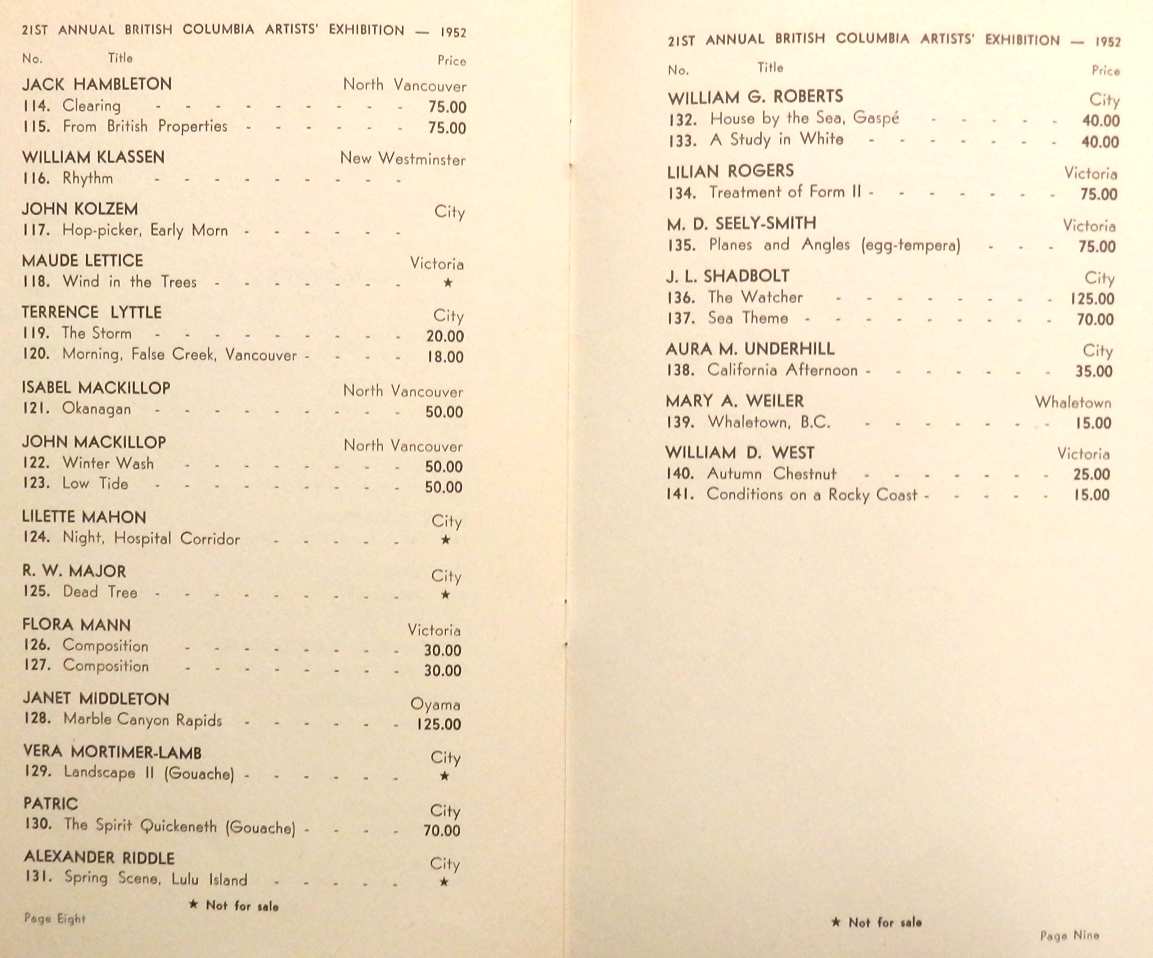 21ST ANNUAL BRITISH COLUMBIA ARTISTS' EXHIBITION — 1952
No. Title Price
JACK HAMBLETON North Vancouver
114. Clearing - - - - - - - - - 75.00
115. From British Properties - - - - - - 75.00
WILLIAM KLASSEN New Westminster
116. Rhythm - - - - - - - - -
JOHN KOLZEM City
117. Hop-picker, Early Morn - - - - - -
MAUDE LETTICE Victoria
118. Wind in the Trees - - - - - - - ★
TERRENCE LYTTLE City
119. The Storm - - - - - - - - - 20.00
120. Morning, False Creek, Vancouver - - - - 18.00
ISABEL MACKILLOP North Vancouver
121. Okanagan - - - - - - - - - 50.00
JOHN MACKILLOP North Vancouver
122. Winter Wash - - - - - - - - 50.00
123. Low Tide - - - - - - - - - 50.00
LILETTE MAHON City
124. Night, Hospital Corridor - - - - - ★
R. W. MAJOR City
125. Dead Tree - - - - - - - - - ★
FLORA MANN Victoria
126. Composition - - - - - - - - 30.00
127. Composition - - - - - - - - 30.00
JANET MIDDLETON Oyama
128. Marble Canyon Rapids - - - - - - 125.00
VERA MORTIMER-LAMB City
129. Landscape II (Gouache) - - - - - - ★
PATRIC City
130. The Spirit Quickeneth (Gouache) - - - - 70.00
ALEXANDER RIDDLE City
131. Spring Scene, Lulu Island - - - - - ★
★ Not for sale
Page Eight
21ST ANNUAL BRITISH COLUMBIA ARTISTS' EXHIBITION — 1952
No. Title Price
WILLIAM G. ROBERTS City
132. House by the Sea, Gaspé - - - - - 40.00
133. A Study in White - - - - - - - 40.00
LILIAN ROGERS Victoria
134. Treatment of Form II - - - - - - - 75.00
M. D. SEELY-SMITH Victoria
135. Planes and Angles (egg-tempera) - - - 75.00
J. L. SHADBOLT City
136. The Watcher - - - - - - - - 125.00
137. Sea Theme - - - - - - - - - 70.00
AURA M. UNDERHILL City
138. California Afternoon - - - - - - - 35.00
MARY A. WEILER Whaletown
139. Whaletown, B.C. - - - - - - - 15.00
WILLIAM D. WEST Victoria
140. Autumn Chestnut - - - - - - - 25.00
141. Conditions on a Rocky Coast - - - - - 15.00
★ Not for sale
Page Nine